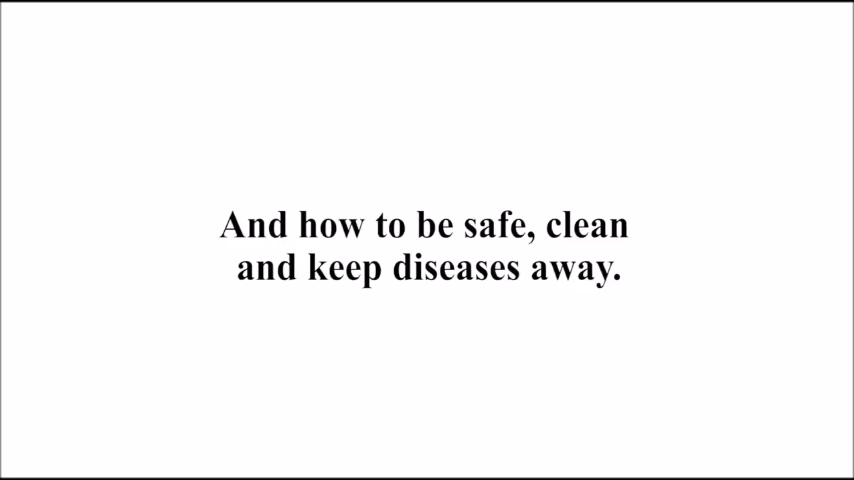 And how to be safe, clean
and keep diseases away.